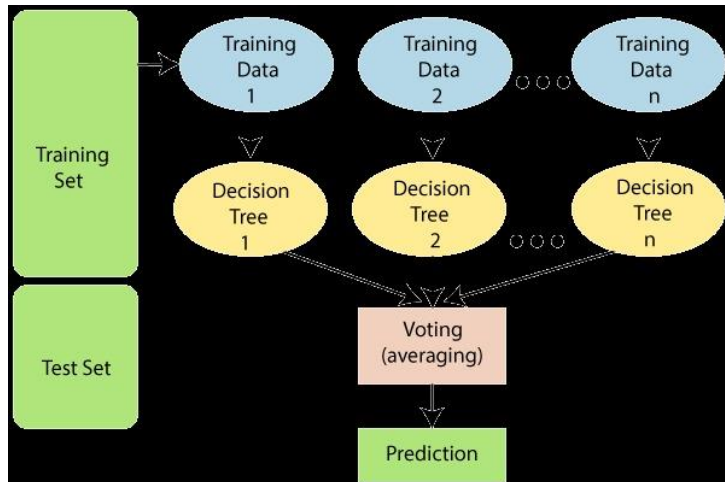 Training
Set
Test Set
Training
Data
1
Training
Data
2
Training
Data
n
Decision
Tree
1
Decision
Tree
2
Decision
Tree
n
Voting
(averaging)
Prediction